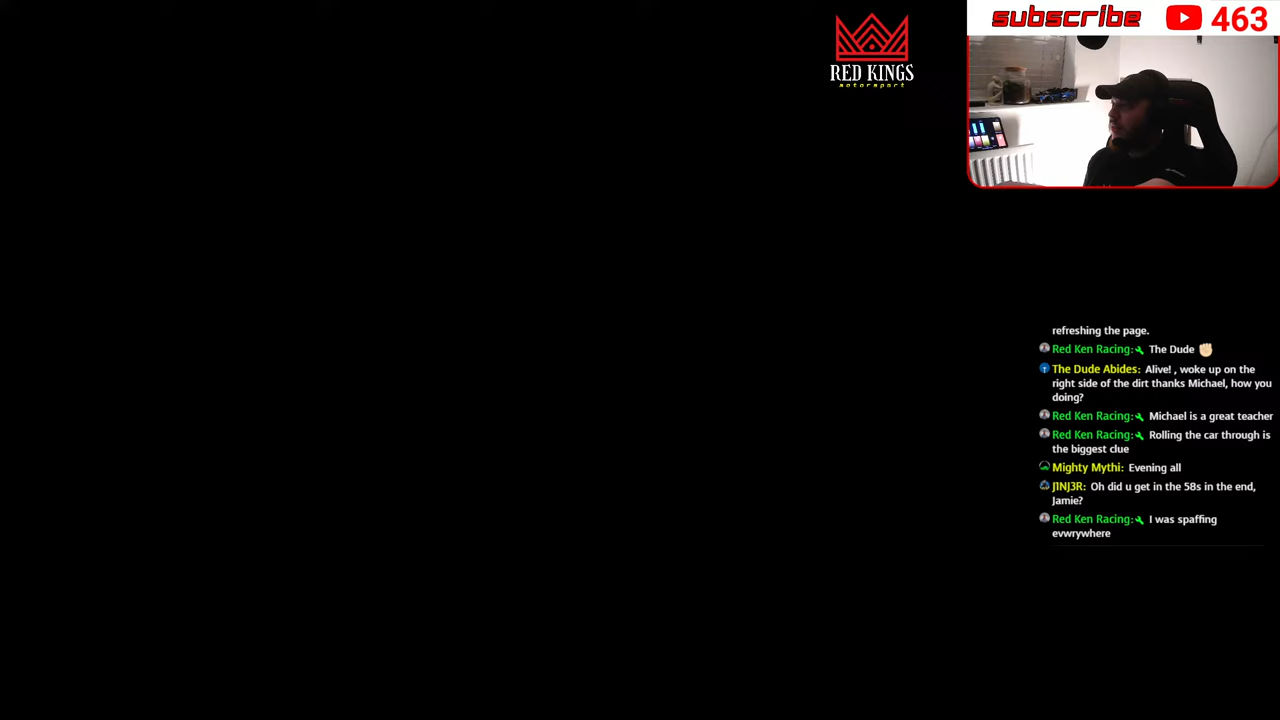 subscribe 463
RED KINGS
motorsport
refreshing the page.
Red Ken Racing: The Dude ✊🏻
The Dude Abides: Alive! , woke up on the
right side of the dirt thanks Michael, how you
doing?
Red Ken Racing: Michael is a great teacher
Red Ken Racing: Rolling the car through is
the biggest clue
Mighty Mythi: Evening all
J1NJ3R: Oh did u get in the 58s in the end,
Jamie?
Red Ken Racing: I was spaffing
evwrywhere